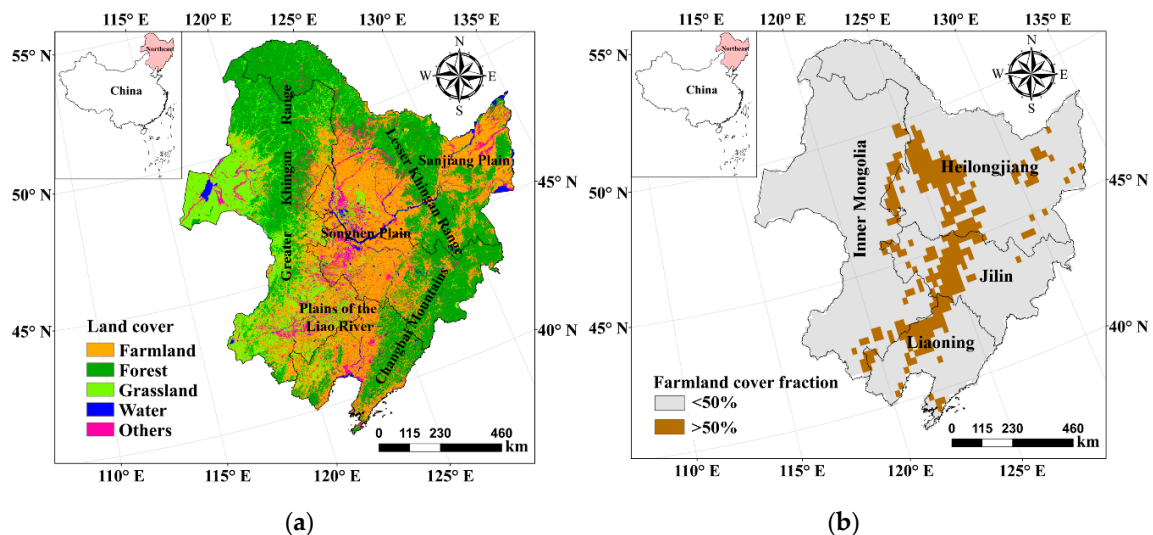 115° E 120° E 125° E 130° E 135° E
55° N
50° N
45° N
45° N
40° N
110° E 115° E 120° E 125° E
Northeast
China
N
W E
S
Greater Khingan Range
Lesser Khingan Range
Sanjiang Plain
Songnen Plain
Plains of the
Liao River
Changbai Mountains
Land cover
Farmland
Forest
Grassland
Water
Others
0 115 230 460
km
(a)
115° E 120° E 125° E 130° E 135° E
55° N
50° N
45° N
45° N
40° N
110° E 115° E 120° E 125° E
Northeast
China
N
W E
S
Inner Mongolia
Heilongjiang
Jilin
Liaoning
Farmland cover fraction
<50%
>50%
0 115 230 460
km
(b)